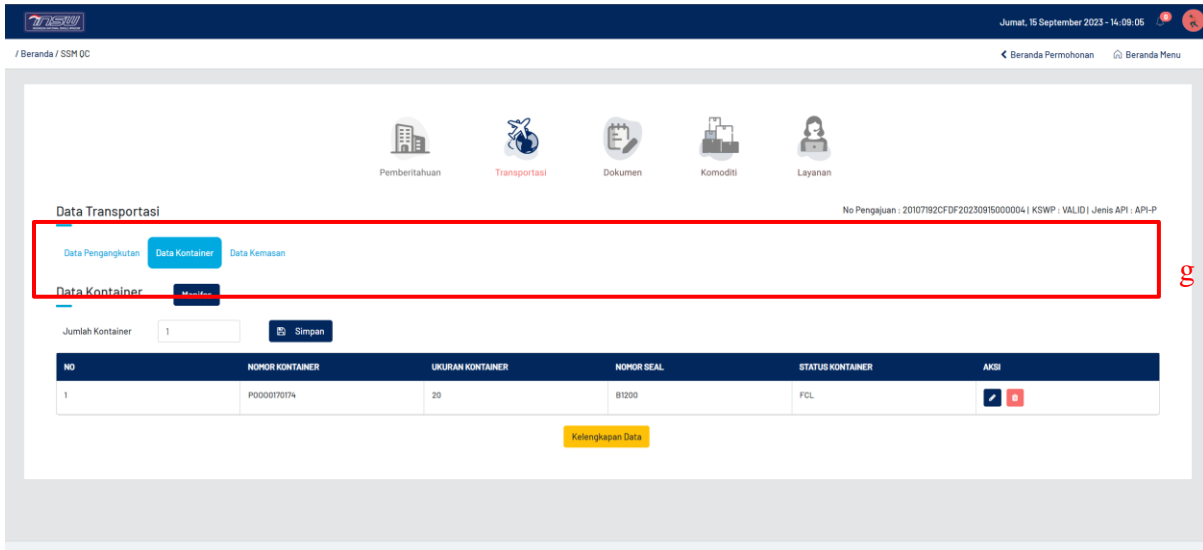 INSW
Jumat, 15 September 2023 - 14:09:05
0
/ Beranda / SSM QC
Beranda Permohonan
Beranda Menu
Pemberitahuan
Transportasi
Dokumen
Komoditi
Layanan
Data Transportasi
No Pengajuan : 20107192CFDF20230915000004 | KSWP : VALID | Jenis API : API-P
Data Pengangkutan
Data Kontainer
Data Kemasan
g
Data Kontainer
Jumlah Kontainer
1
Simpan
NO NOMOR KONTAINER UKURAN KONTAINER NOMOR SEAL STATUS KONTAINER AKSI
1 PO000170174 20 B1200 FCL
Kelengkapan Data